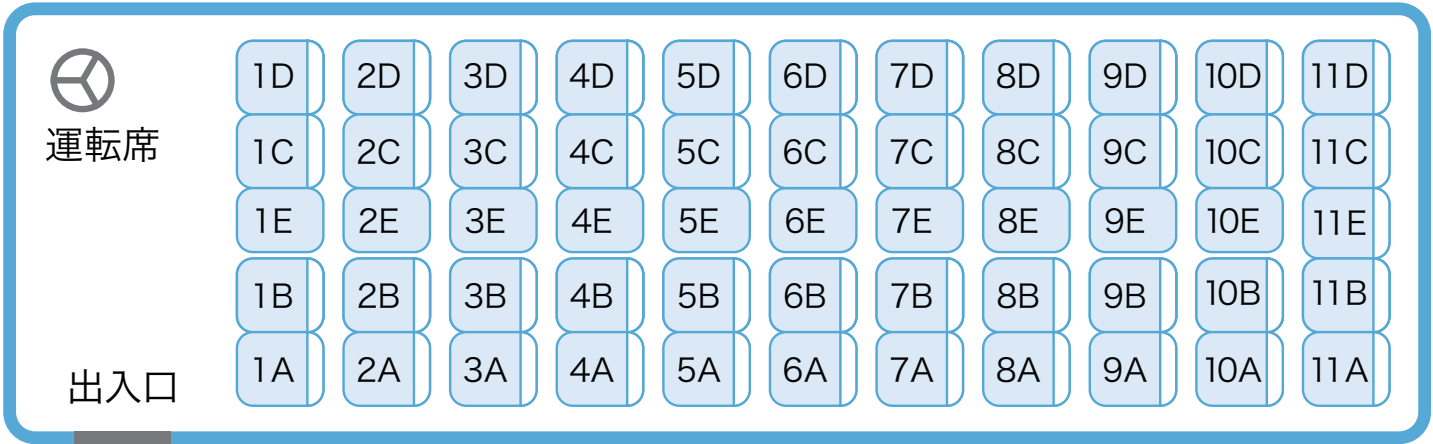 1D 2D 3D 4D 5D 6D 7D 8D 9D 10D 11D
運転席
1C 2C 3C 4C 5C 6C 7C 8C 9C 10C 11C
1E 2E 3E 4E 5E 6E 7E 8E 9E 10E 11E
1B 2B 3B 4B 5B 6B 7B 8B 9B 10B 11B
1A 2A 3A 4A 5A 6A 7A 8A 9A 10A 11A
出入口